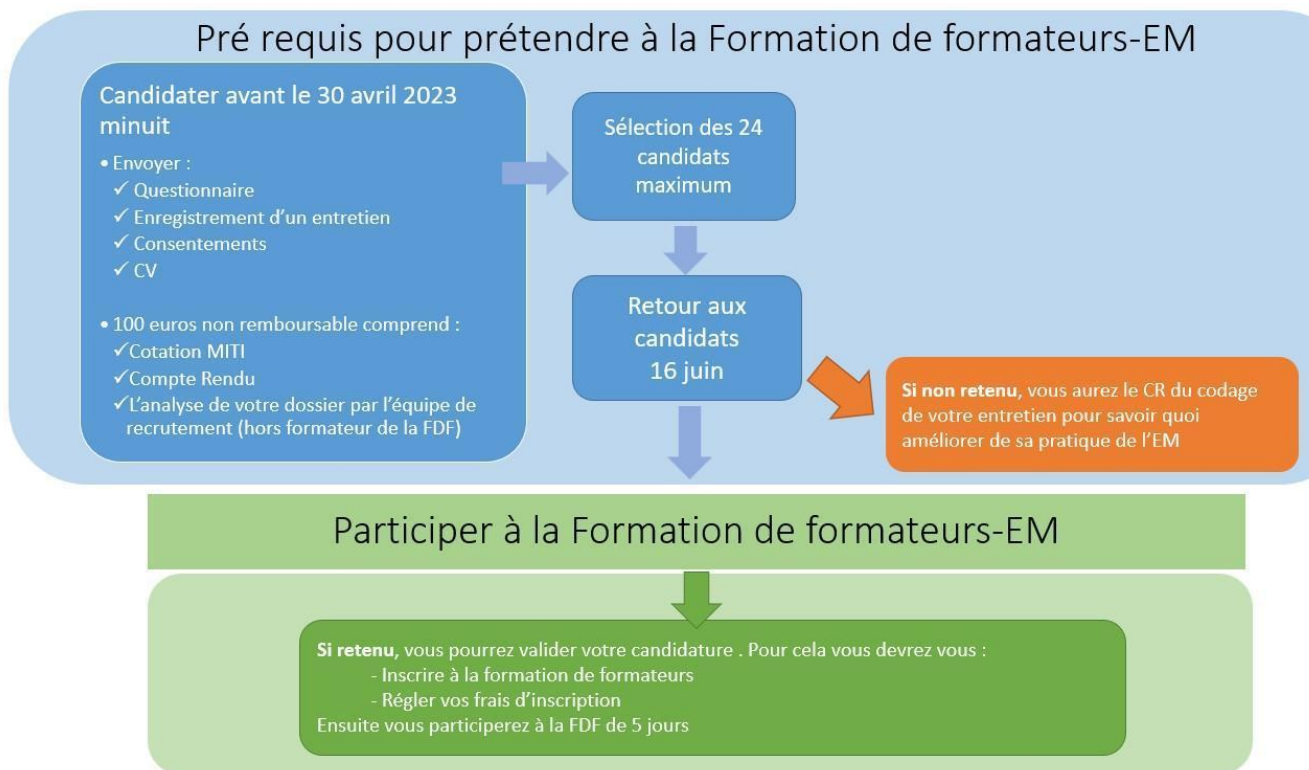 Pré requis pour prétendre à la Formation de formateurs-EM
Candidater avant le 30 avril 2023
minuit
• Envoyer :
✓ Questionnaire
✓ Enregistrement d'un entretien
✓ Consentements
✓ CV
• 100 euros non remboursable comprend :
✓Cotation MITI
✓Compte Rendu
✓L'analyse de votre dossier par l'équipe de
recrutement (hors formateur de la FDF)
Sélection des 24
candidats
maximum
Retour aux
candidats
16 juin
Si non retenu, vous aurez le CR du codage
de votre entretien pour savoir quoi
améliorer de sa pratique de l'EM
Participer à la Formation de formateurs-EM
Si retenu, vous pourrez valider votre candidature . Pour cela vous devrez vous :
- Inscrire à la formation de formateurs
- Régler vos frais d'inscription
Ensuite vous participerez à la FDF de 5 jours